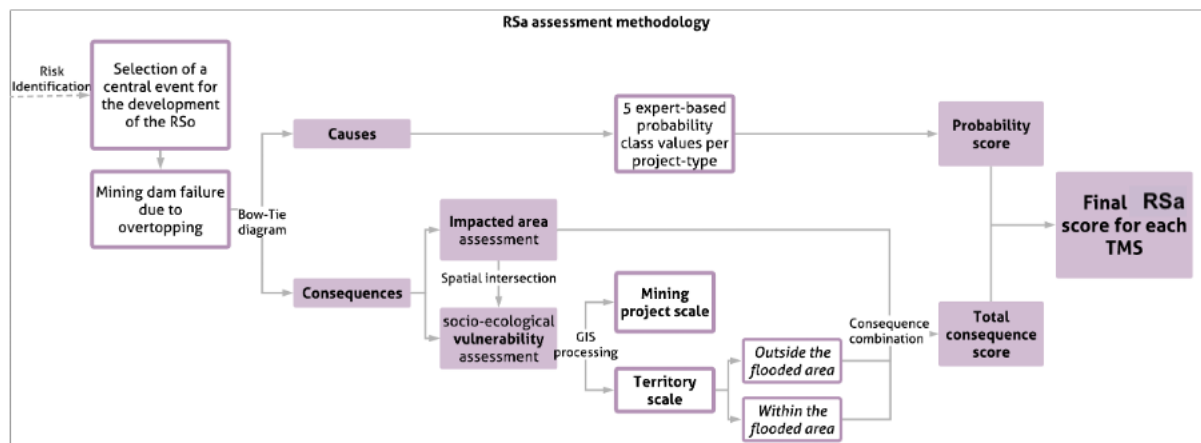 RSa assessment methodology
Risk
Identification
Selection of a
central event for
the development
of the RSo
Mining dam failure
due to
overtopping
Bow-Tie
diagram
Causes
5 expert-based
probability
class values per
project-type
Probability
score
Consequences
Impacted area
assessment
Spatial intersection
socio-ecological
vulnerability
assessment
GIS
processing
Mining
project scale
Territory
scale
Outside the
flooded area
Within the
flooded area
Consequence
combination
Total
consequence
score
Final RSa
score for each
TMS